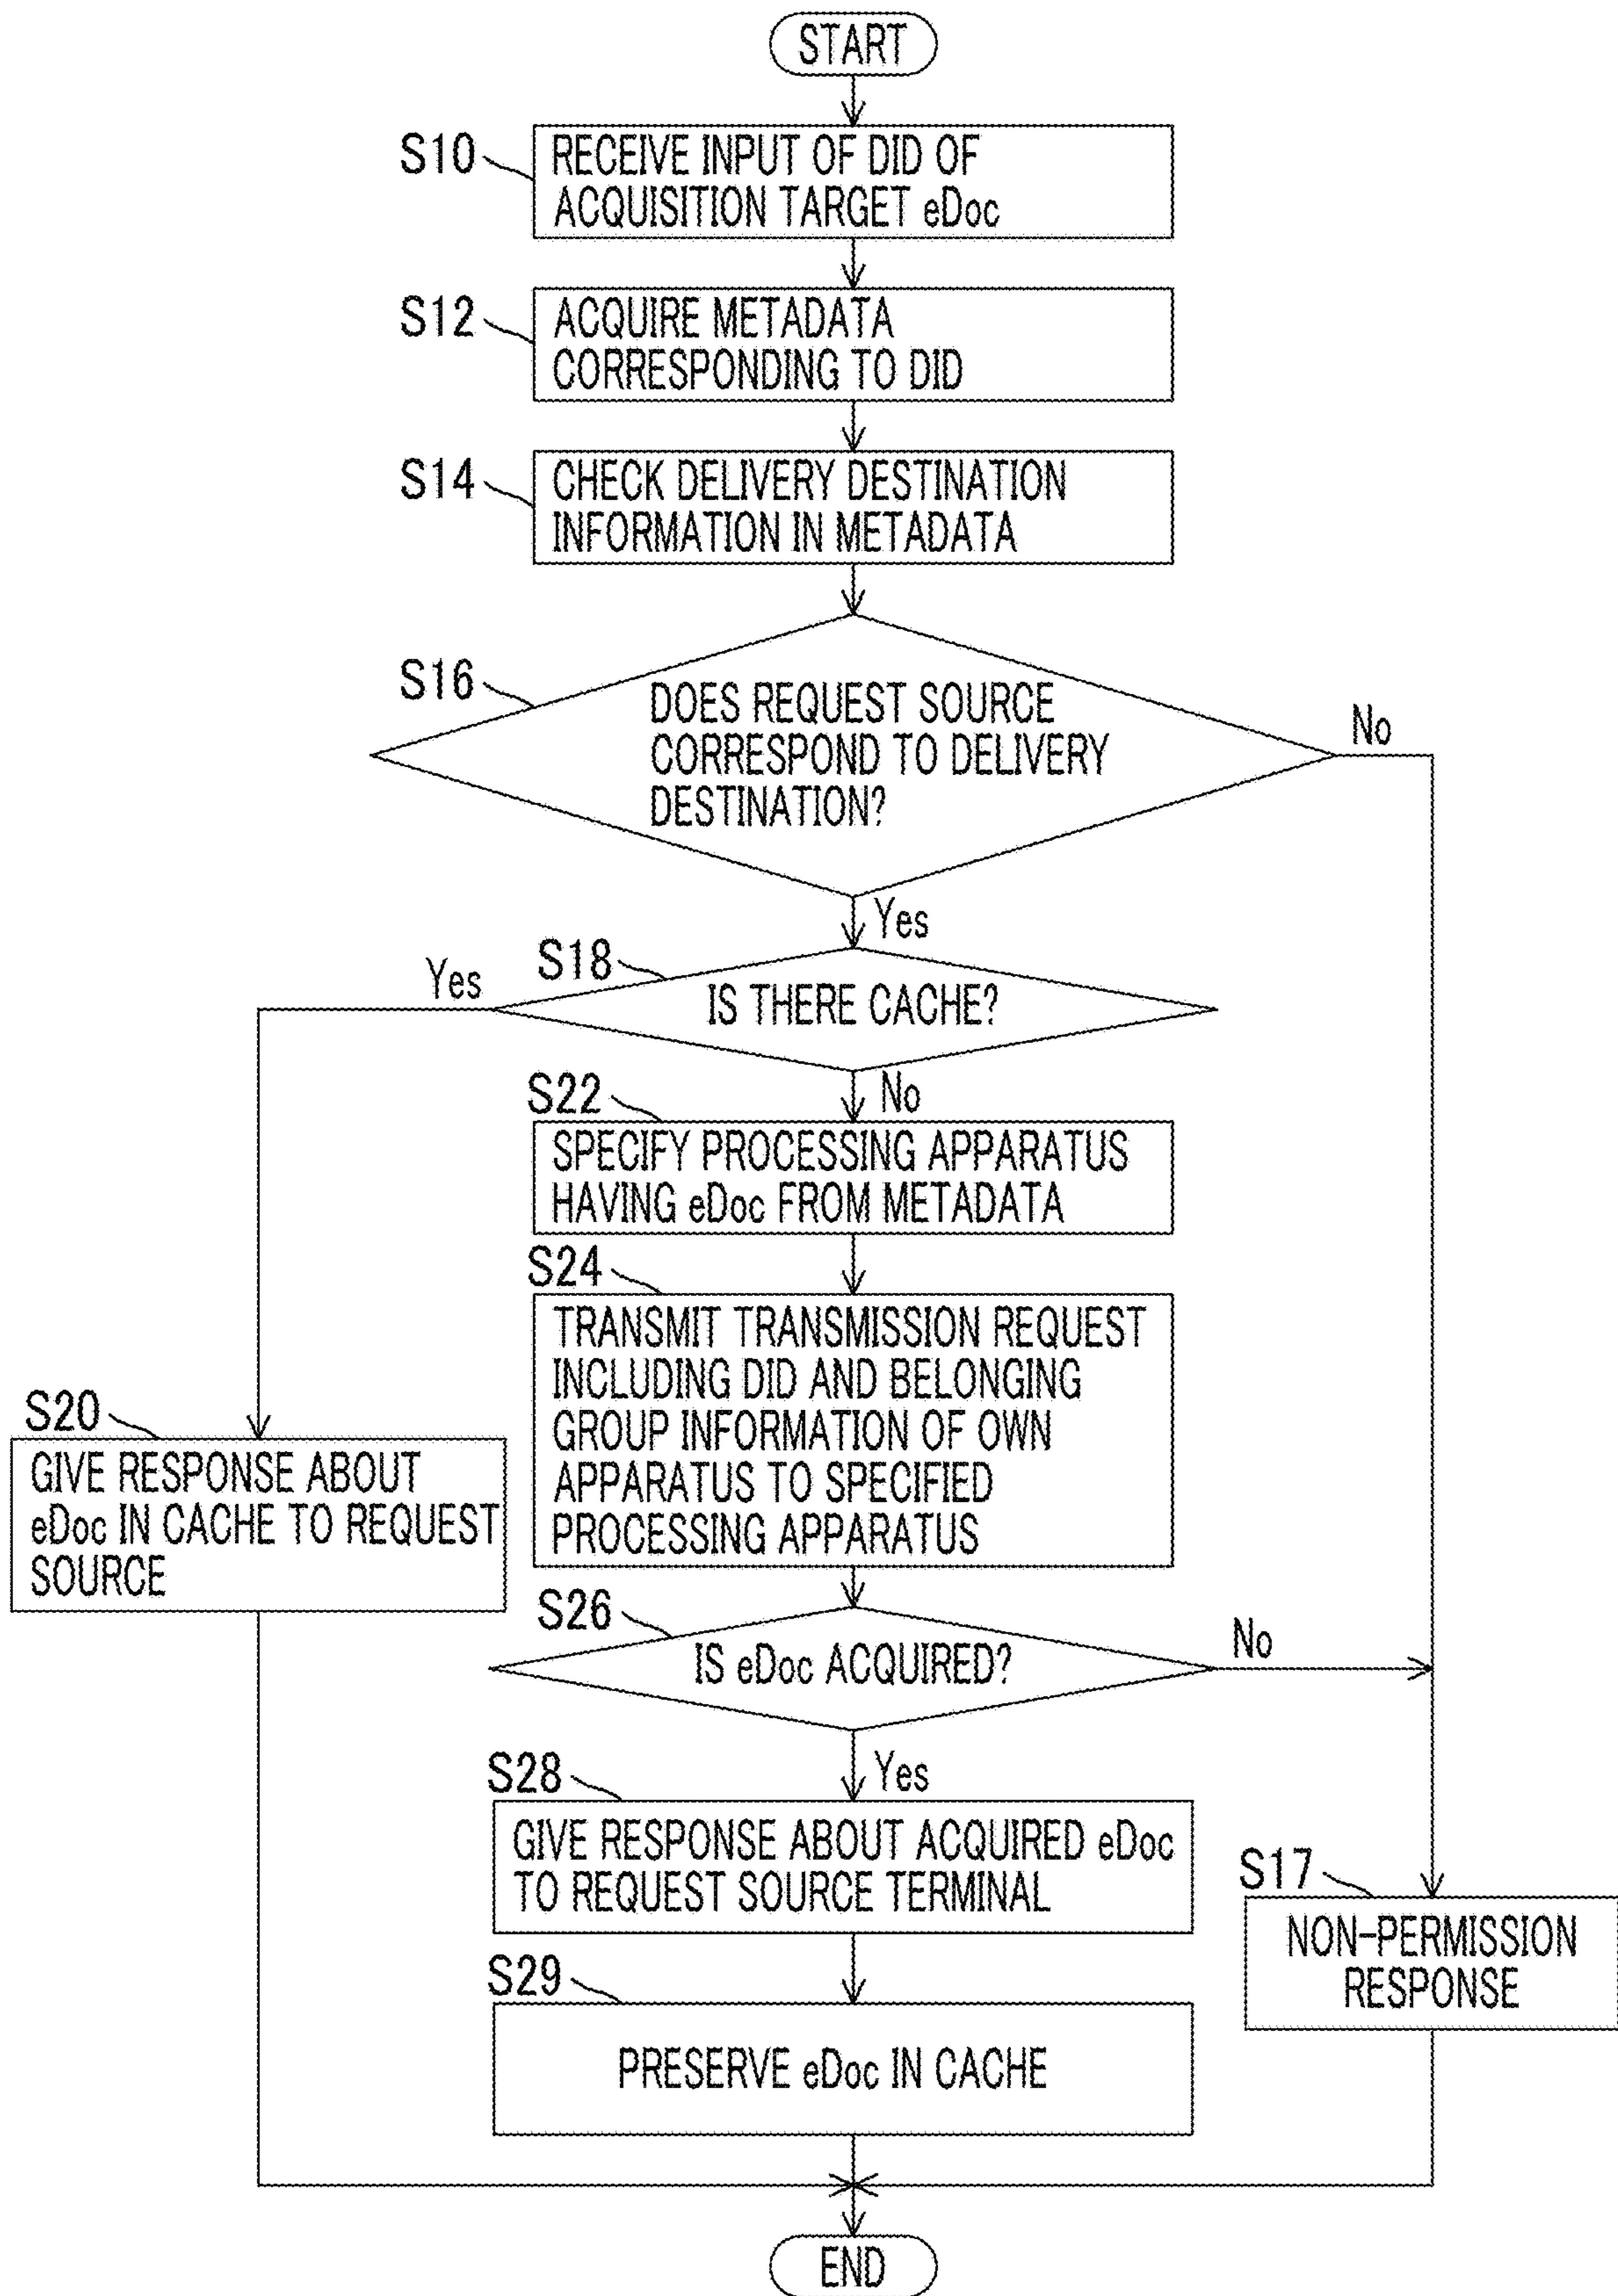 START
S10
RECEIVE INPUT OF DID OF
ACQUISITION TARGET eDoc
S12
ACQUIRE METADATA
CORRESPONDING TO DID
S14
CHECK DELIVERY DESTINATION
INFORMATION IN METADATA
S16
DOES REQUEST SOURCE
CORRESPOND TO DELIVERY
DESTINATION?
No
Yes
S18
IS THERE CACHE?
Yes
No
S22
SPECIFY PROCESSING APPARATUS
HAVING eDoc FROM METADATA
S24
TRANSMIT TRANSMISSION REQUEST
INCLUDING DID AND BELONGING
GROUP INFORMATION OF OWN
APPARATUS TO SPECIFIED
PROCESSING APPARATUS
S20
GIVE RESPONSE ABOUT
eDoc IN CACHE TO REQUEST
SOURCE
S26
IS eDoc ACQUIRED?
No
Yes
S28
GIVE RESPONSE ABOUT ACQUIRED eDoc
TO REQUEST SOURCE TERMINAL
S17
NON-PERMISSION
RESPONSE
S29
PRESERVE eDoc IN CACHE
END